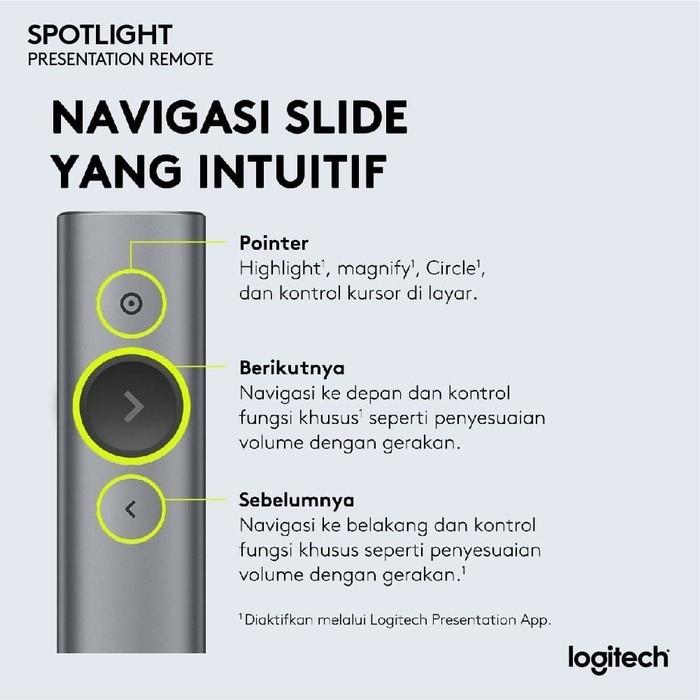 SPOTLIGHT
PRESENTATION REMOTE
NAVIGASI SLIDE
YANG INTUITIF
Pointer
Highlight¹, magnify¹, Circle¹,
dan kontrol kursor di layar.
Berikutnya
Navigasi ke depan dan kontrol
fungsi khusus¹ seperti penyesuaian
volume dengan gerakan.
Sebelumnya
Navigasi ke belakang dan kontrol
fungsi khusus seperti penyesuaian
volume dengan gerakan.¹
¹Diaktifkan melalui Logitech Presentation App.
logitech